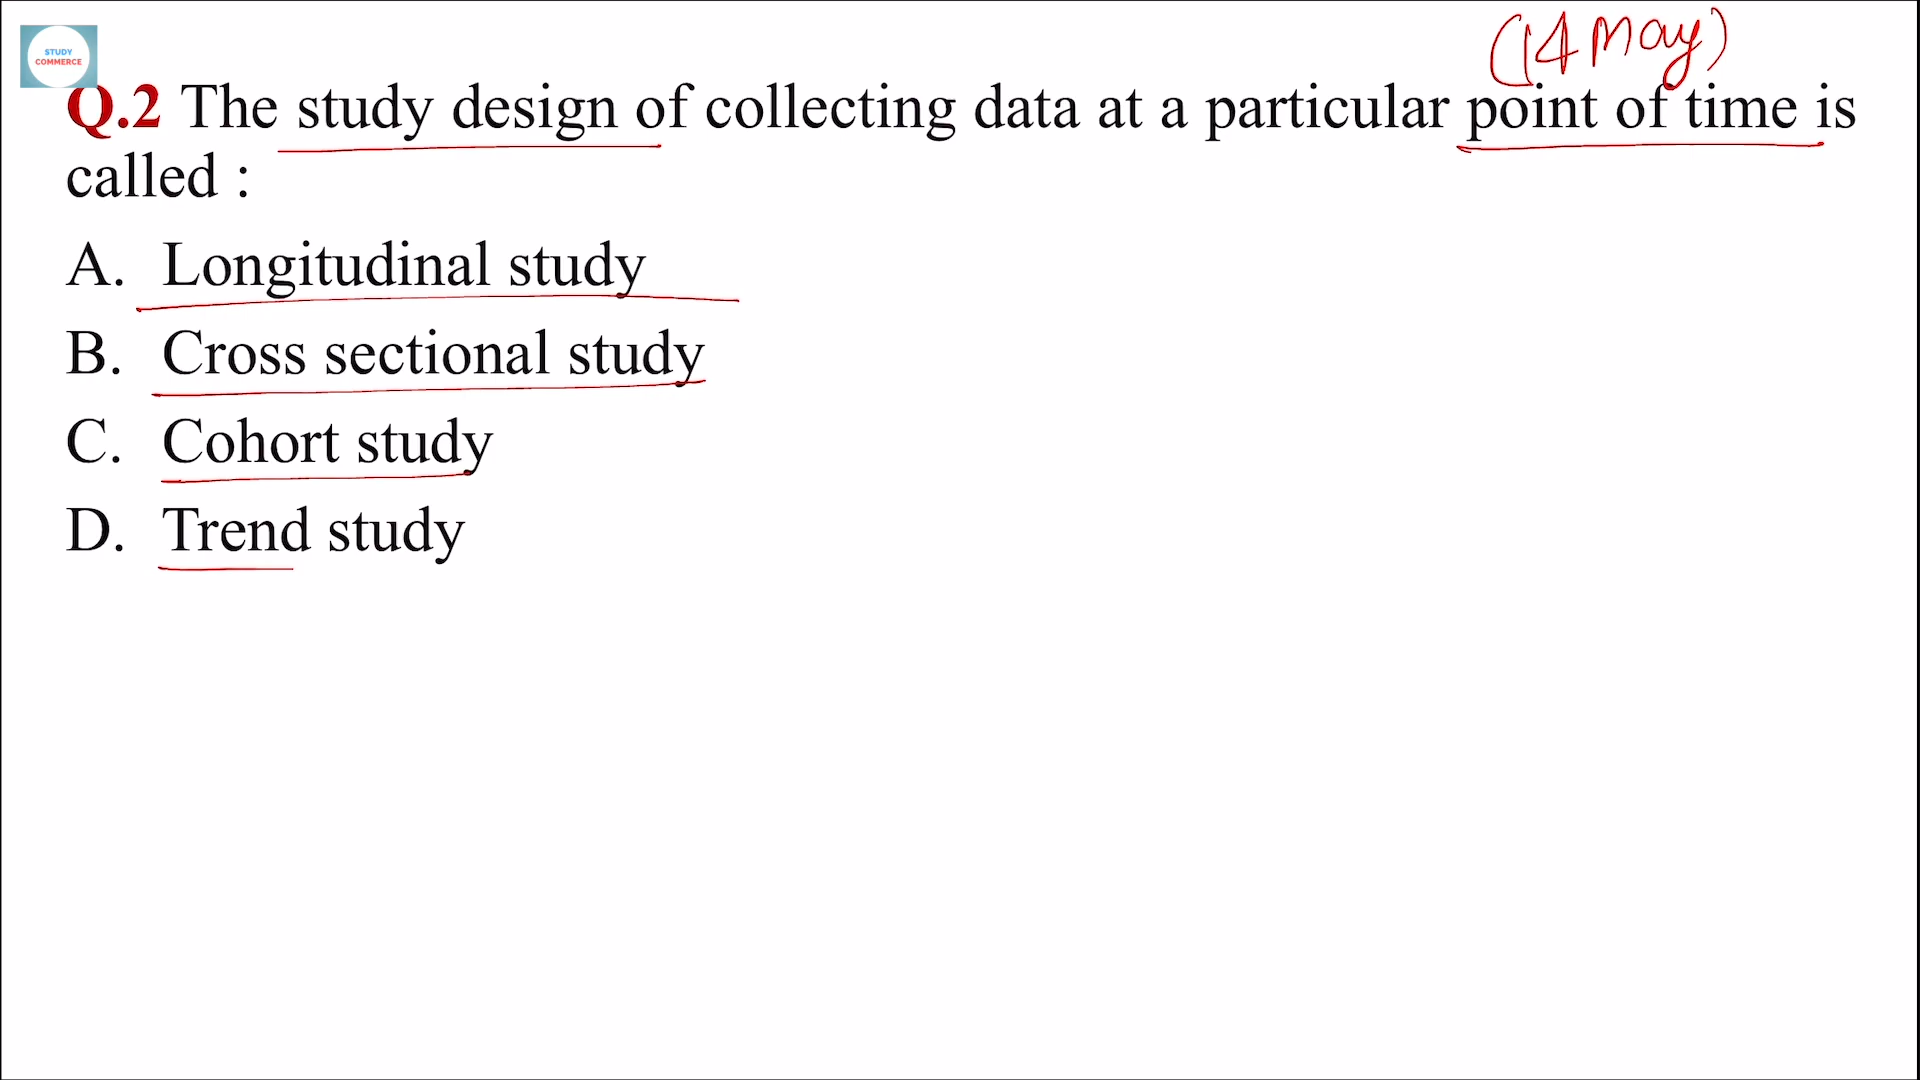 STUDY
COMMERCE
(14 May)
Q.2 The study design of collecting data at a particular point of time is
called :
A. Longitudinal study
B. Cross sectional study
C. Cohort study
D. Trend study